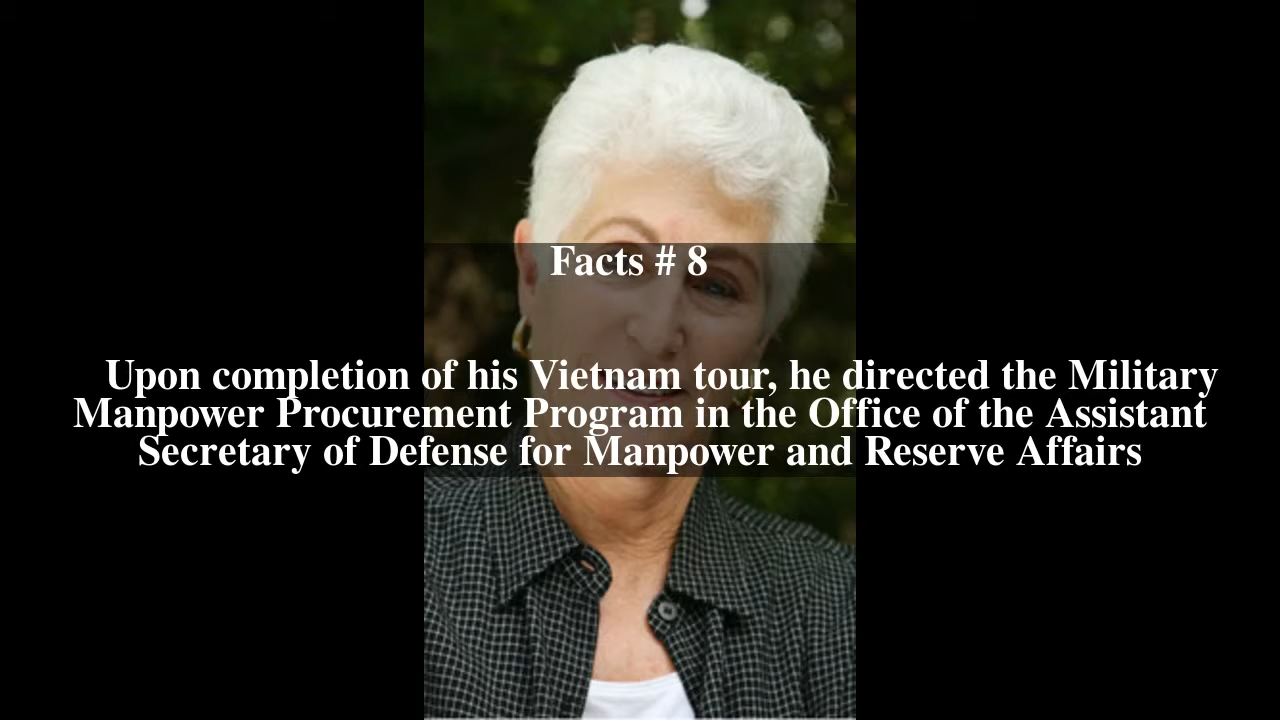 Facts # 8
Upon completion of his Vietnam tour, he directed the Military
Manpower Procurement Program in the Office of the Assistant
Secretary of Defense for Manpower and Reserve Affairs